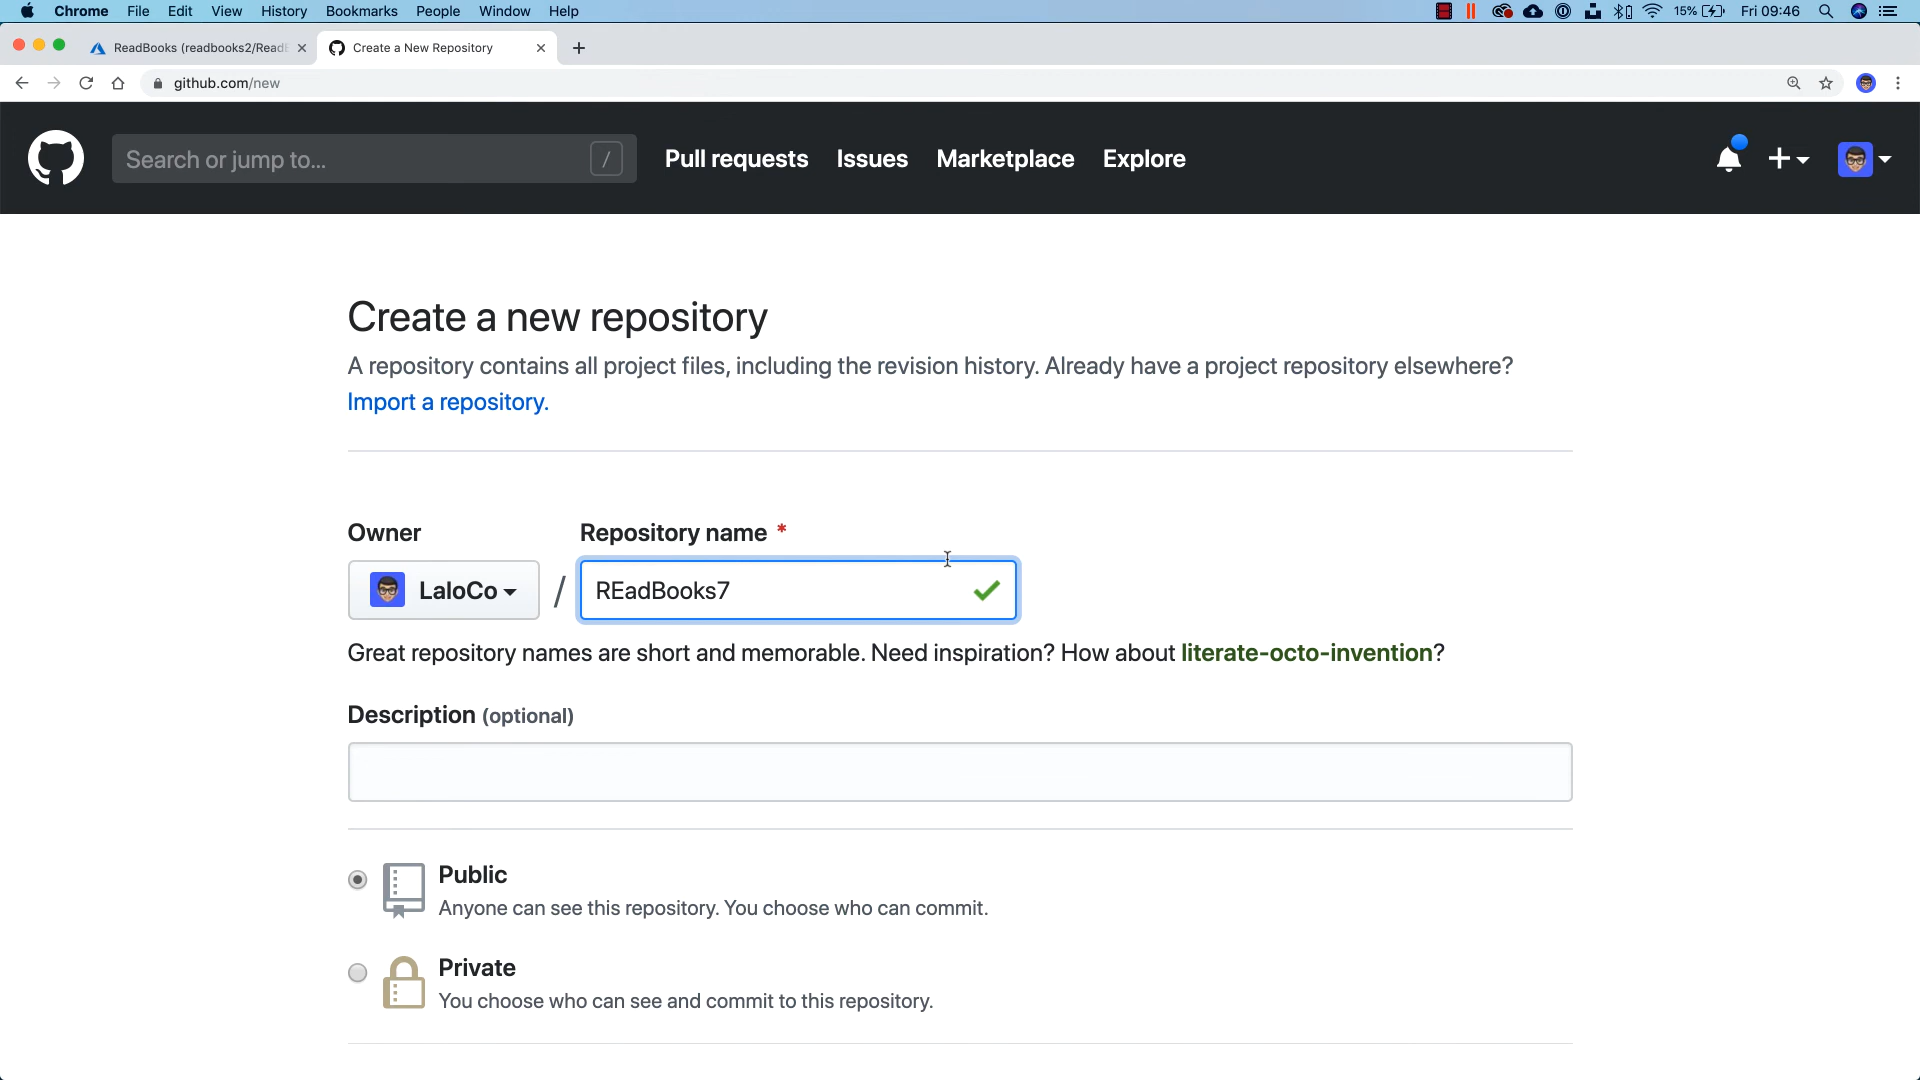 Chrome File Edit View History Bookmarks People Window Help 15% Fri 09:46
ReadBooks (readbooks2/Read Create a New Repository
github.com/new
Search or jump to... / Pull requests Issues Marketplace Explore
Create a new repository
A repository contains all project files, including the revision history. Already have a project repository elsewhere?
Import a repository.
Owner Repository name *
LaloCo / REadBooks7
Great repository names are short and memorable. Need inspiration? How about literate-octo-invention?
Description (optional)
Public
Anyone can see this repository. You choose who can commit.
Private
You choose who can see and commit to this repository.